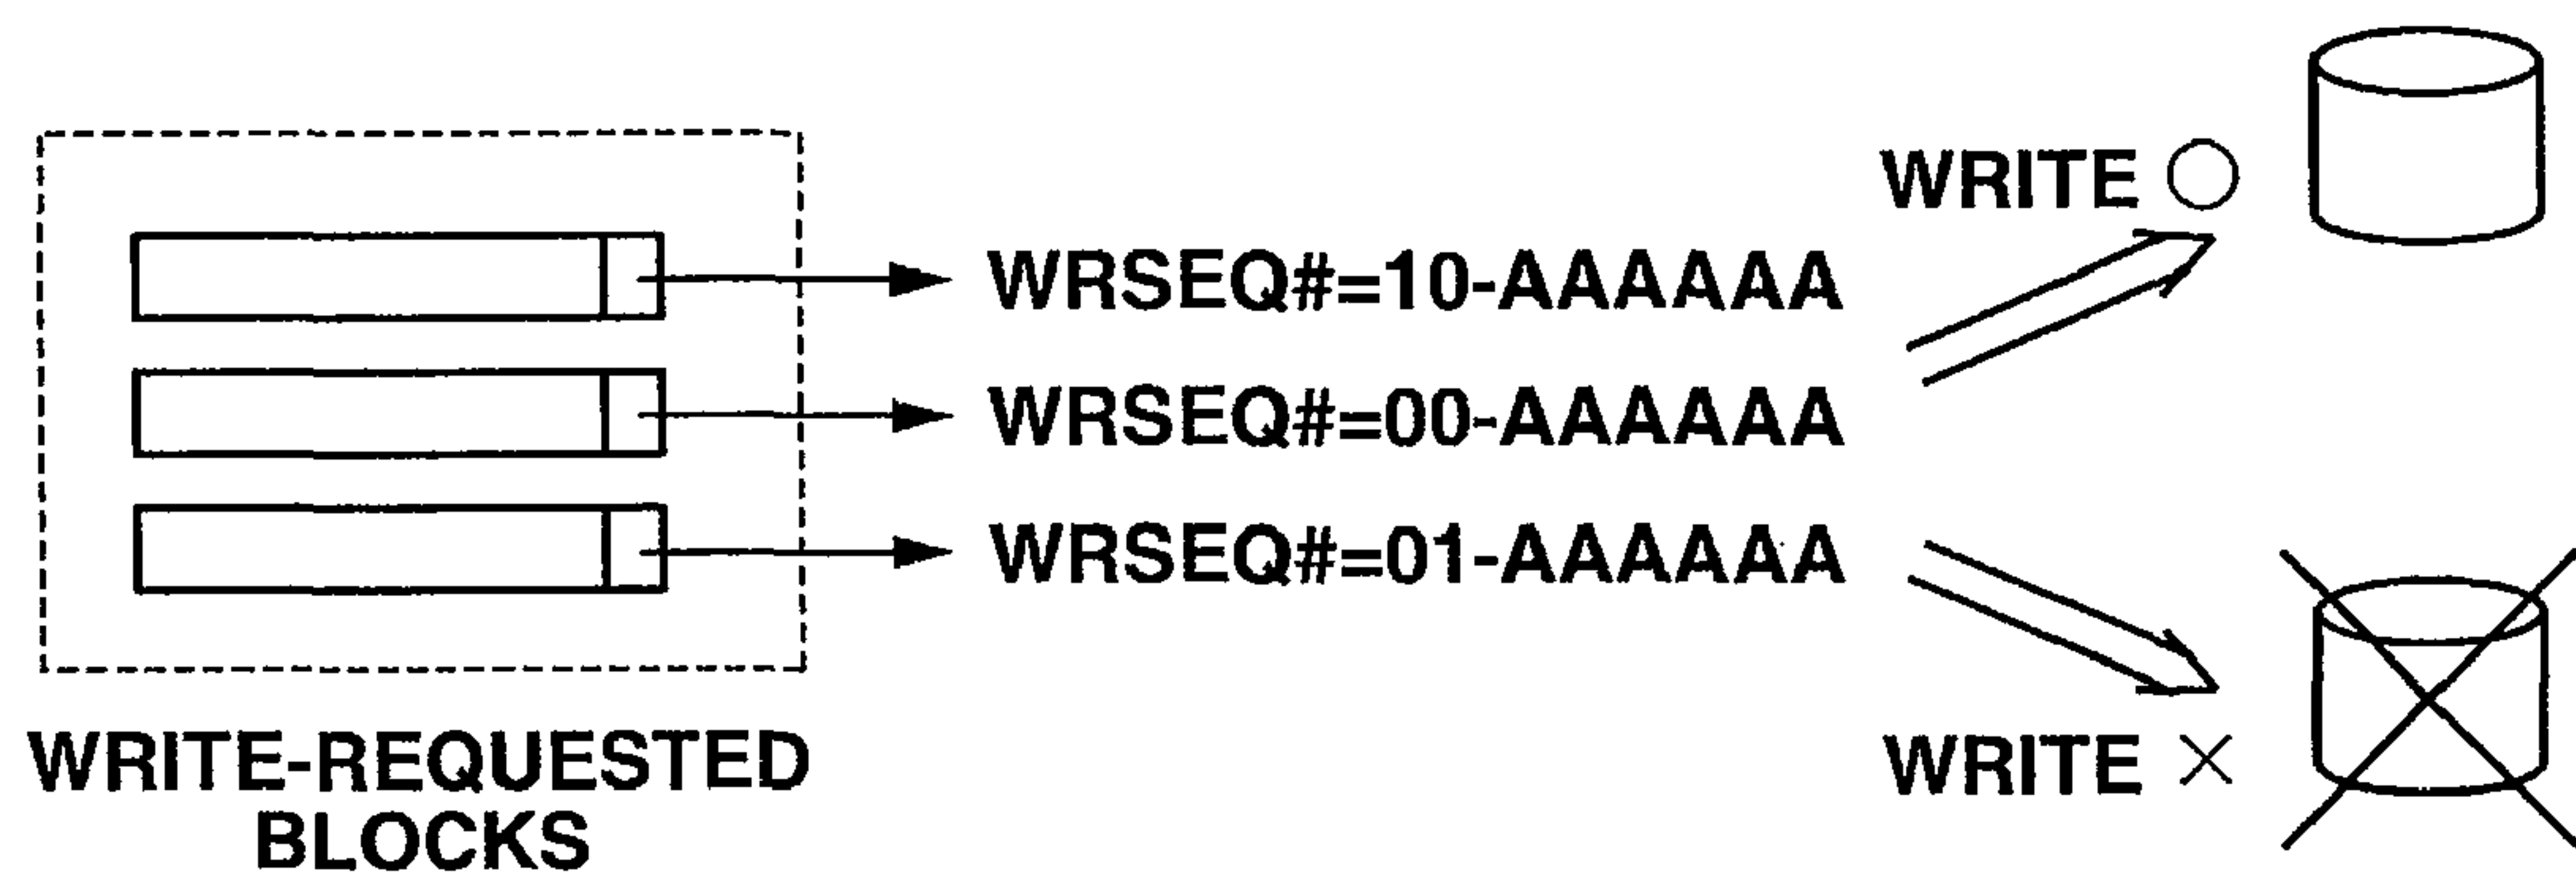 WRITE ○
WRSEQ#=10-AAAAAA
WRSEQ#=00-AAAAAA
WRSEQ#=01-AAAAAA
WRITE ×
WRITE-REQUESTED
BLOCKS